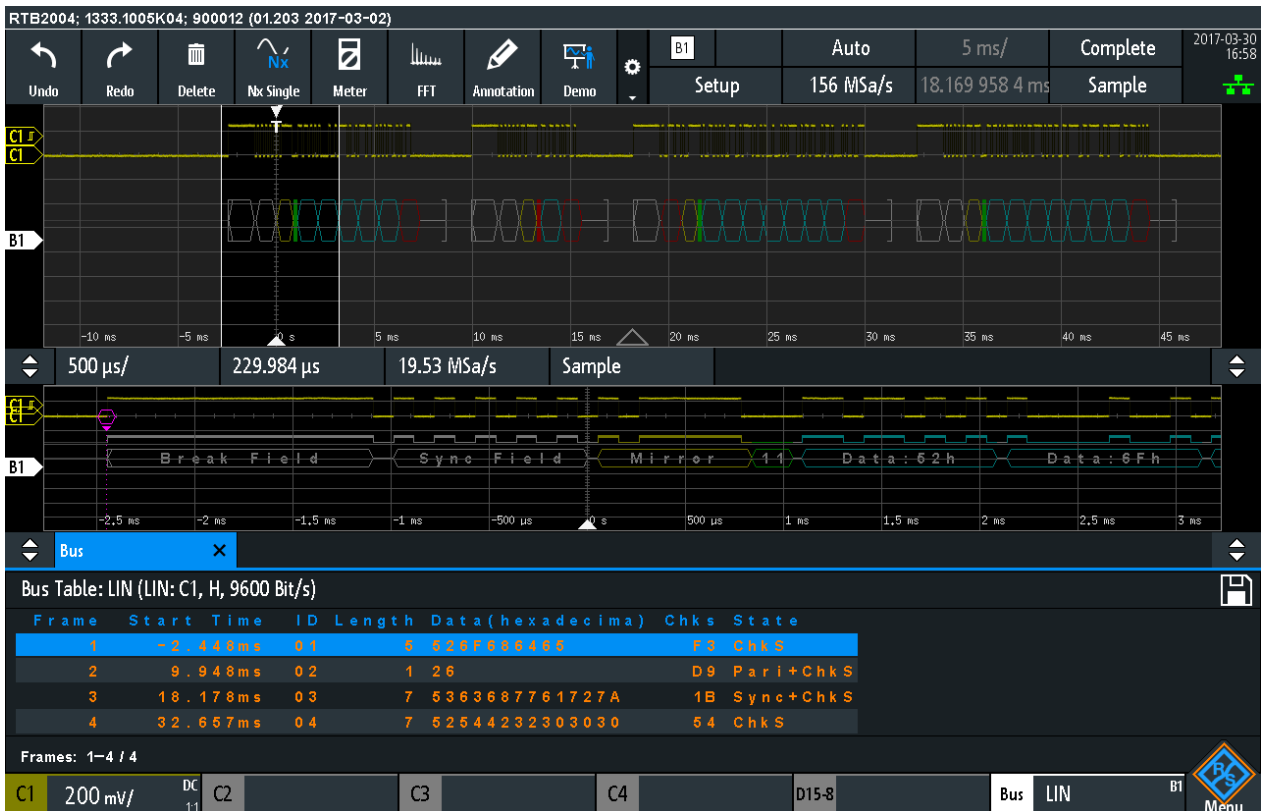 RTB2004; 1333.1005K04; 900012 (01.203 2017-03-02)
Undo Redo Delete Nx Single Meter FFT Annotation Demo
Nx
B1 Auto 5 ms/ Complete 2017-03-30
16:58
Setup 156 MSa/s 18.169 958 4 ms Sample
C1
T
C1
B1
-10 ms -5 ms 0 s 5 ms 10 ms 15 ms 20 ms 25 ms 30 ms 35 ms 40 ms 45 ms
500 µs/ 229.984 µs 19.53 MSa/s Sample
C1
B1 Break Field Sync Field Mirror 11 Data:52h Data:6Fh
-2.5 ms -2 ms -1.5 ms -1 ms -500 µs 0 s 500 µs 1 ms 1.5 ms 2 ms 2.5 ms 3 ms
Bus ×
Bus Table: LIN (LIN: C1, H, 9600 Bit/s)
Frame Start Time ID Length Data(hexadecima) Chks State
1 -2.448ms 01 5 526F686465 F3 ChkS
2 9.948ms 02 1 26 D9 Pari+ChkS
3 18.178ms 03 7 5363687761727A 1B Sync+ChkS
4 32.657ms 04 7 52544232303030 54 ChkS
Frames: 1-4 / 4
C1 200 mV/ DC
1:1
C2 C3 C4 D15-8 Bus LIN B1
R&S
Menu